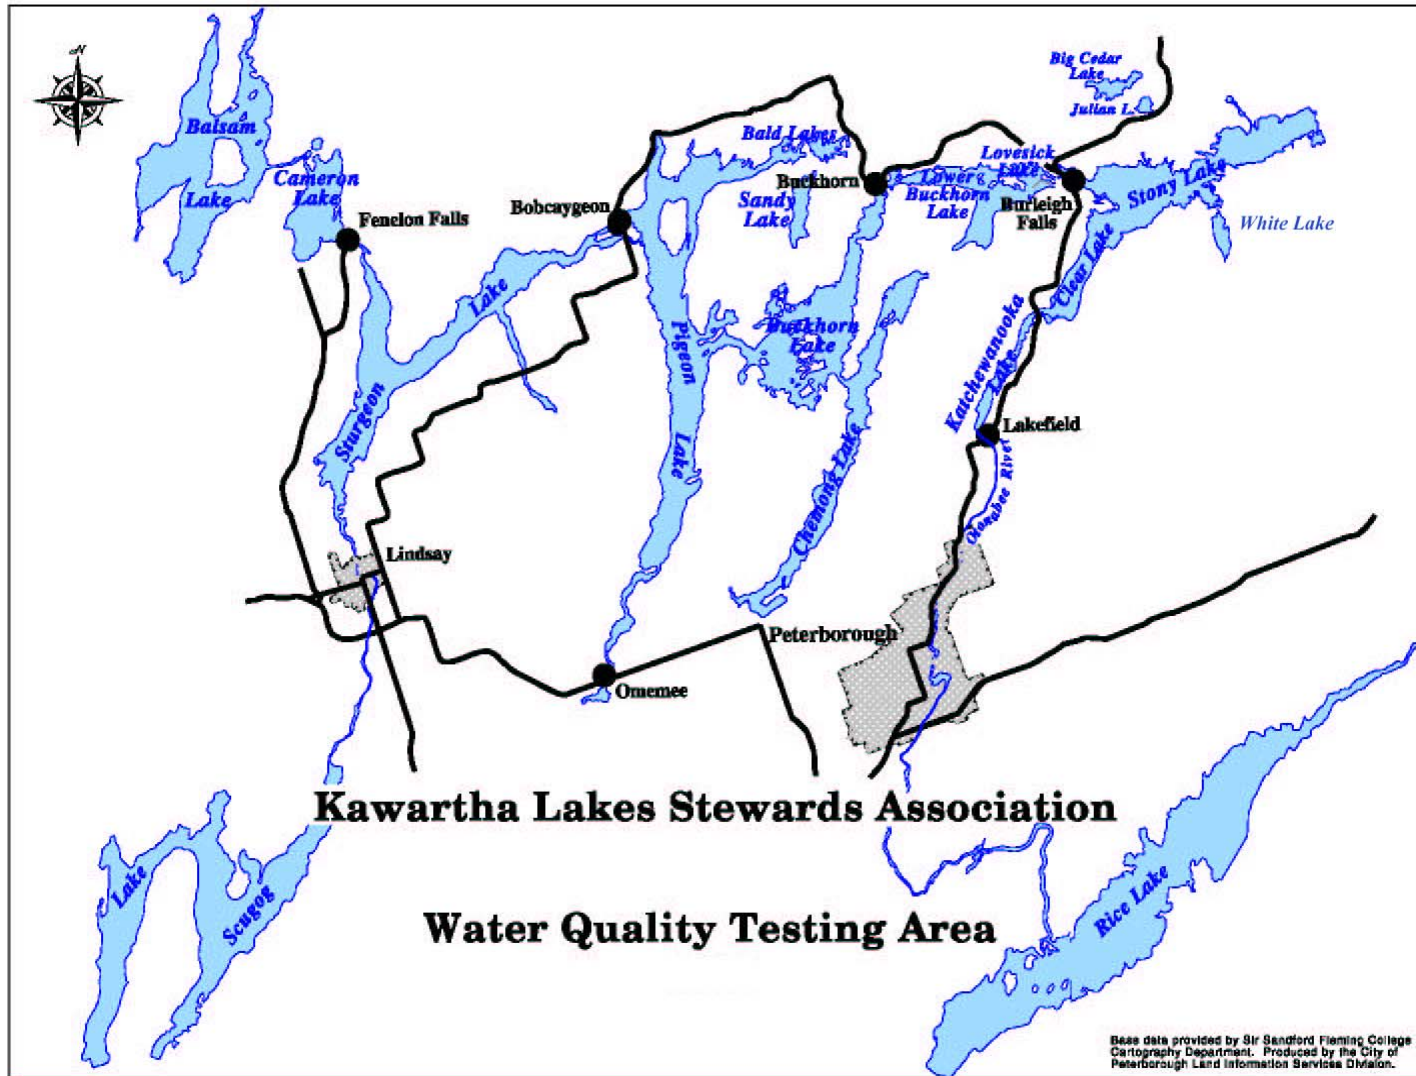 N
Big Cedar
Lake
Julian L.
Balsam
Lake
Cameron
Lake
Fenelon Falls
Bobcaygeon
Bald Lakes
Buckhorn
Sandy
Lake
Lower
Buckhorn
Lake
Lovesick
Lake
Burleigh
Falls
Stony Lake
White Lake
Clear Lake
Katchewanooka
Lake
Lakefield
Otonabee River
Sturgeon
Lake
Pigeon
Lake
Buckhorn
Lake
Chemong Lake
Lindsay
Omemee
Peterborough
Kawartha Lakes Stewards Association
Water Quality Testing Area
Lake
Scugog
Rice Lake
Base data provided by Sir Sandford Fleming College
Cartography Department. Produced by the City of
Peterborough Land Information Services Division.